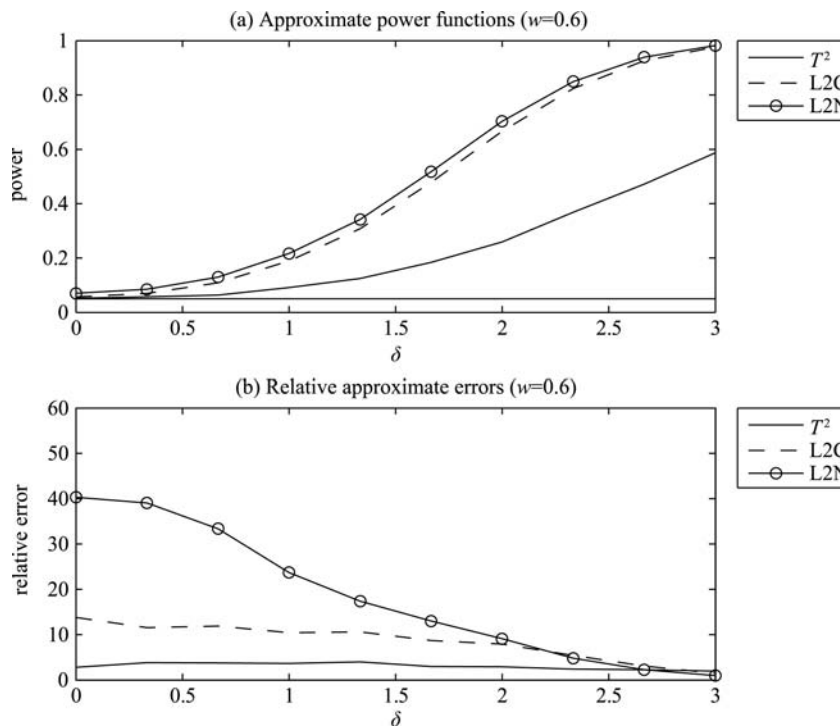 (a) Approximate power functions (w=0.6)
1
0.8
0.6
0.4
0.2
0
power
0 0.5 1 1.5 2 2.5 3
δ
T²
L2
L2N
(b) Relative approximate errors (w=0.6)
60
50
40
30
20
10
0
relative error
0 0.5 1 1.5 2 2.5 3
δ
T²
L2
L2N